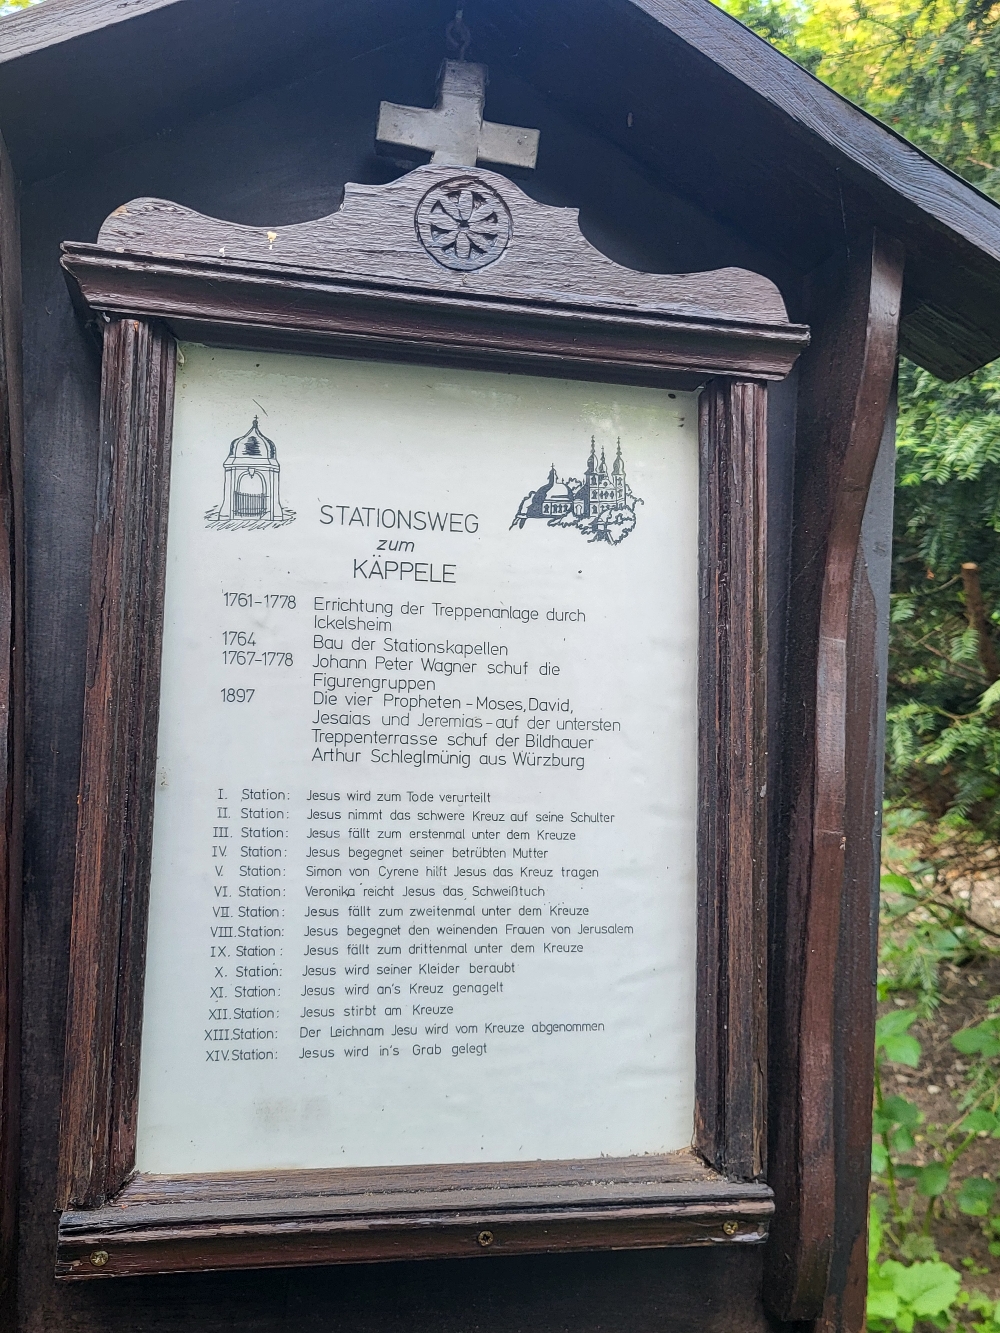 STATIONSWEG
zum
KÄPPELE
1761-1778 Errichtung der Treppenanlage durch
Ickelsheim
1764 Bau der Stationskapellen
1767-1778 Johann Peter Wagner schuf die
Figurengruppen
1897 Die vier Propheten - Moses, David,
Jesaias und Jeremias - auf der untersten
Treppenterrasse schuf der Bildhauer
Arthur Schleglmünig aus Würzburg
I. Station: Jesus wird zum Tode verurteilt
II. Station: Jesus nimmt das schwere Kreuz auf seine Schulter
III. Station: Jesus fällt zum erstenmal unter dem Kreuze
IV. Station: Jesus begegnet seiner betrübten Mutter
V. Station: Simon von Cyrene hilft Jesus das Kreuz tragen
VI. Station: Veronika reicht Jesus das Schweißtuch
VII. Station: Jesus fällt zum zweitenmal unter dem Kreuze
VIII. Station: Jesus begegnet den weinenden Frauen von Jerusalem
IX. Station: Jesus fällt zum drittenmal unter dem Kreuze
X. Station: Jesus wird seiner Kleider beraubt
XI. Station: Jesus wird an's Kreuz genagelt
XII. Station: Jesus stirbt am Kreuze
XIII. Station: Der Leichnam Jesu wird vom Kreuze abgenommen
XIV. Station: Jesus wird in's Grab gelegt